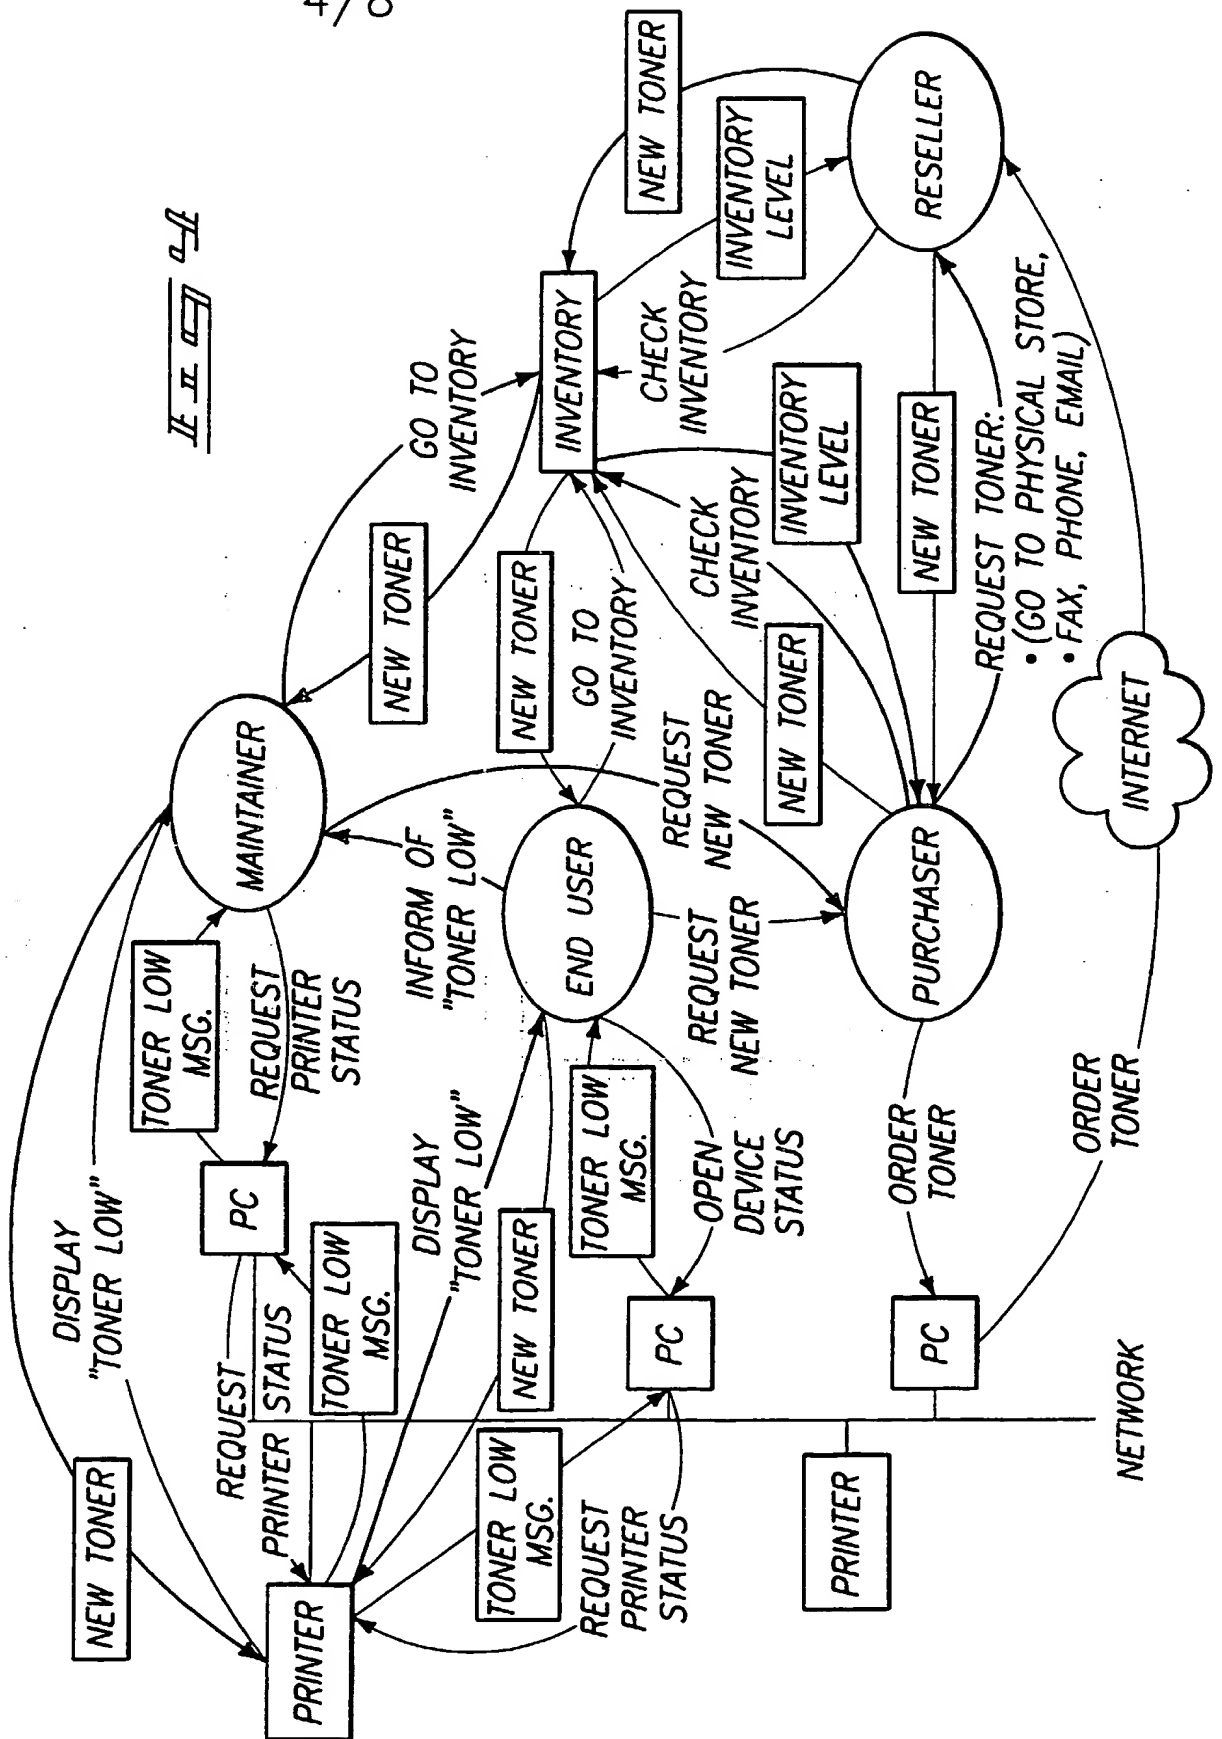 4/8
Fig 4
NEW TONER
DISPLAY
"TONER LOW"
PRINTER
REQUEST
PRINTER STATUS
TONER LOW
MSG.
PC
TONER LOW
MSG.
REQUEST
PRINTER
STATUS
MAINTAINER
NEW TONER
GO TO
INVENTORY
DISPLAY
"TONER LOW"
NEW TONER
TONER LOW
MSG.
REQUEST
PRINTER
STATUS
PC
TONER LOW
MSG.
OPEN
DEVICE
STATUS
END USER
INFORM OF
"TONER LOW"
NEW TONER
GO TO
INVENTORY
REQUEST
NEW TONER
REQUEST
NEW TONER
INVENTORY
NEW TONER
INVENTORY
LEVEL
CHECK
INVENTORY
RESELLER
CHECK
INVENTORY
INVENTORY
LEVEL
NEW TONER
NEW TONER
REQUEST TONER:
• (GO TO PHYSICAL STORE,
• FAX, PHONE, EMAIL)
PURCHASER
ORDER
TONER
PC
PRINTER
NETWORK
ORDER
TONER
INTERNET